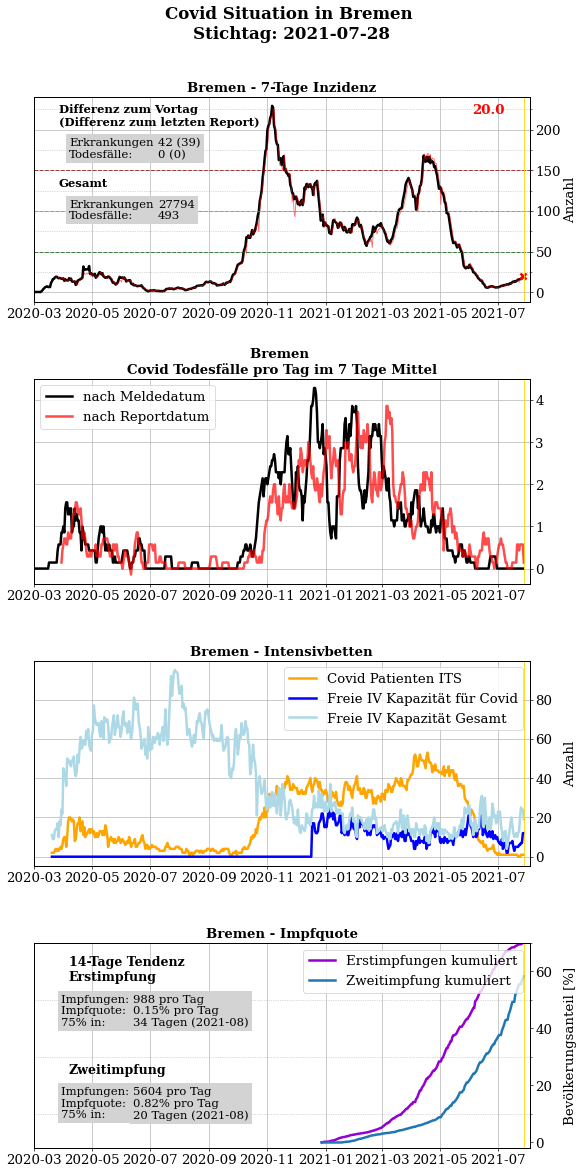 Covid Situation in Bremen
Stichtag: 2021-07-28
Bremen - 7-Tage Inzidenz
Differenz zum Vortag
(Differenz zum letzten Report)
Erkrankungen 42 (39)
Todesfälle: 0 (0)
Gesamt
Erkrankungen 27794
Todesfälle: 493
20.0
200
150
100
50
0
Anzahl
2020-03 2020-05 2020-07 2020-09 2020-11 2021-01 2021-03 2021-05 2021-07
Bremen
Covid Todesfälle pro Tag im 7 Tage Mittel
nach Meldedatum
nach Reportdatum
4
3
2
1
0
2020-03 2020-05 2020-07 2020-09 2020-11 2021-01 2021-03 2021-05 2021-07
Bremen - Intensivbetten
Covid Patienten ITS
Freie IV Kapazität für Covid
Freie IV Kapazität Gesamt
80
60
40
20
0
Anzahl
2020-03 2020-05 2020-07 2020-09 2020-11 2021-01 2021-03 2021-05 2021-07
Bremen - Impfquote
14-Tage Tendenz
Erstimpfung
Impfungen: 988 pro Tag
Impfquote: 0.15% pro Tag
75% in: 34 Tagen (2021-08)
Zweitimpfung
Impfungen: 5604 pro Tag
Impfquote: 0.82% pro Tag
75% in: 20 Tagen (2021-08)
Erstimpfungen kumuliert
Zweitimpfung kumuliert
60
40
20
0
Bevölkerungsanteil [%]
2020-03 2020-05 2020-07 2020-09 2020-11 2021-01 2021-03 2021-05 2021-07